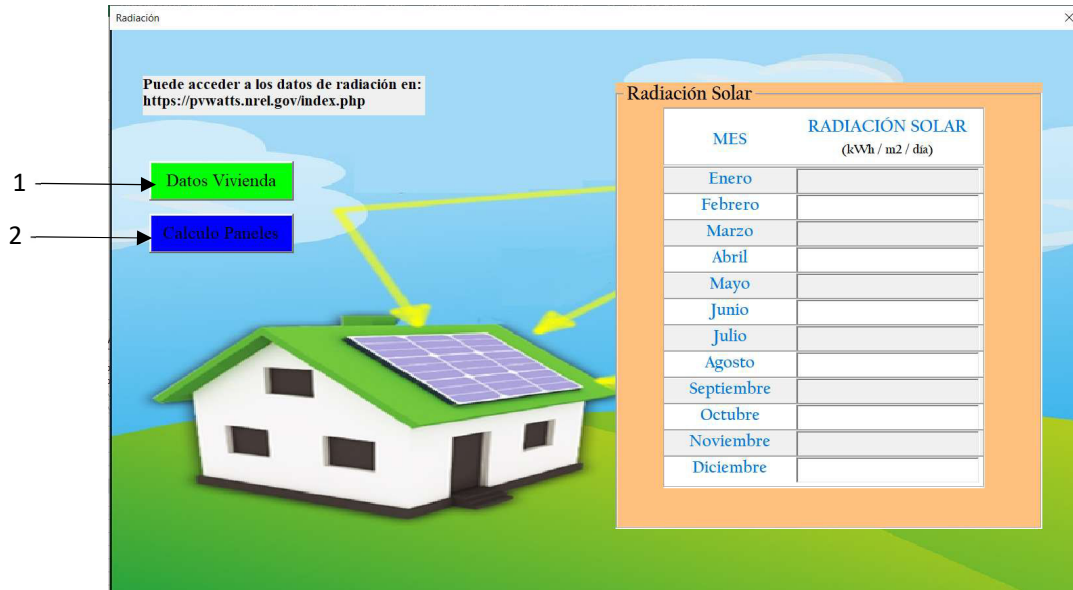 Radiación
Puede acceder a los datos de radiación en:
https://pvwatts.nrel.gov/index.php
1
Datos Vivienda
2
Calculo Paneles
Radiación Solar
MES
RADIACIÓN SOLAR
(kWh / m2 / día)
Enero
Febrero
Marzo
Abril
Mayo
Junio
Julio
Agosto
Septiembre
Octubre
Noviembre
Diciembre